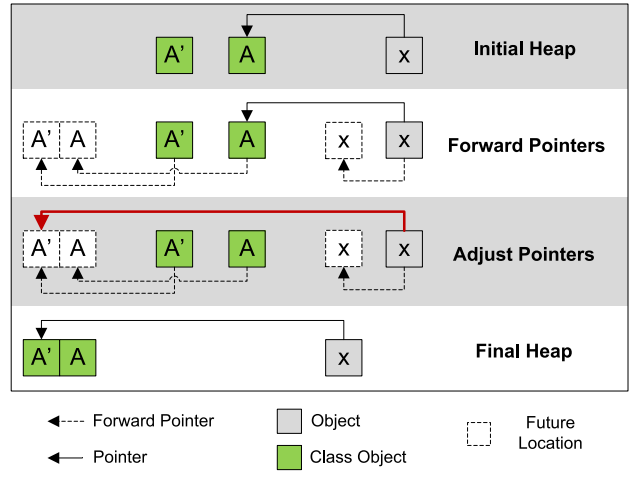 A' A x Initial Heap
A' A A' A x x Forward Pointers
A' A A' A x x Adjust Pointers
A' A x Final Heap
Forward Pointer
Object
Future
Location
Pointer
Class Object